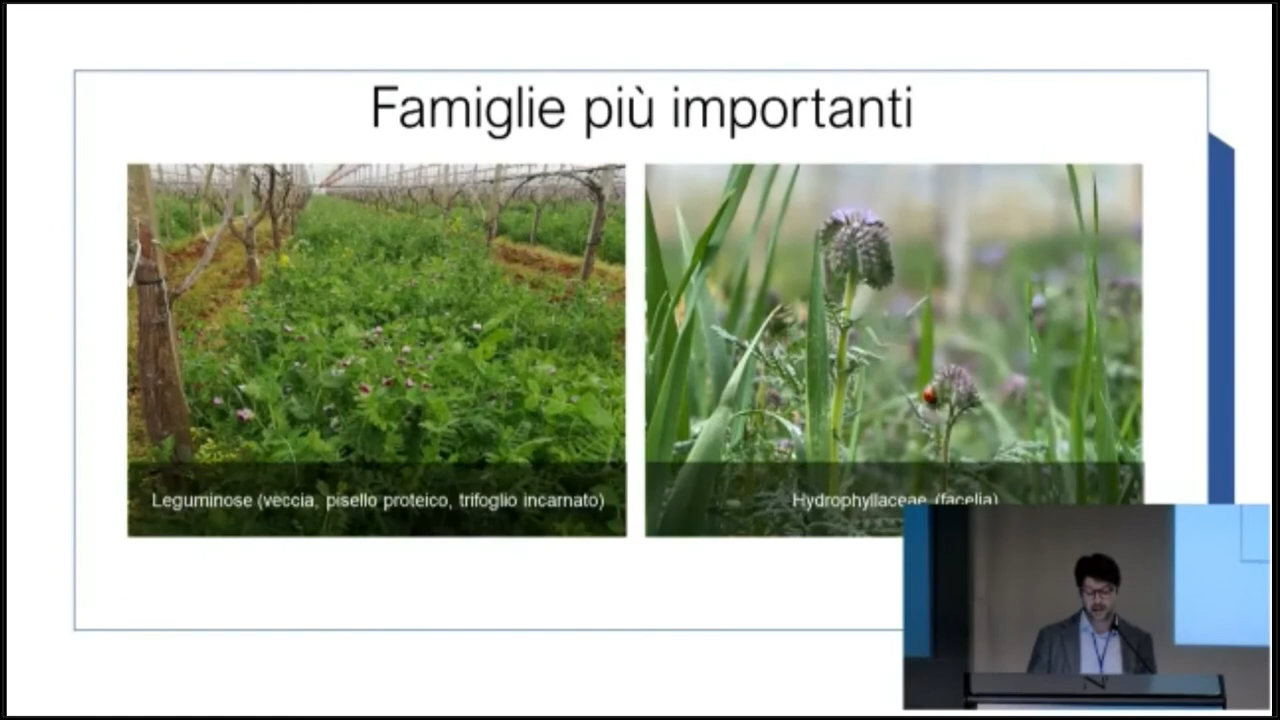 Famiglie più importanti
Leguminose (veccia, pisello proteico, trifoglio incarnato)
Hydrophyllaceae (facelia)